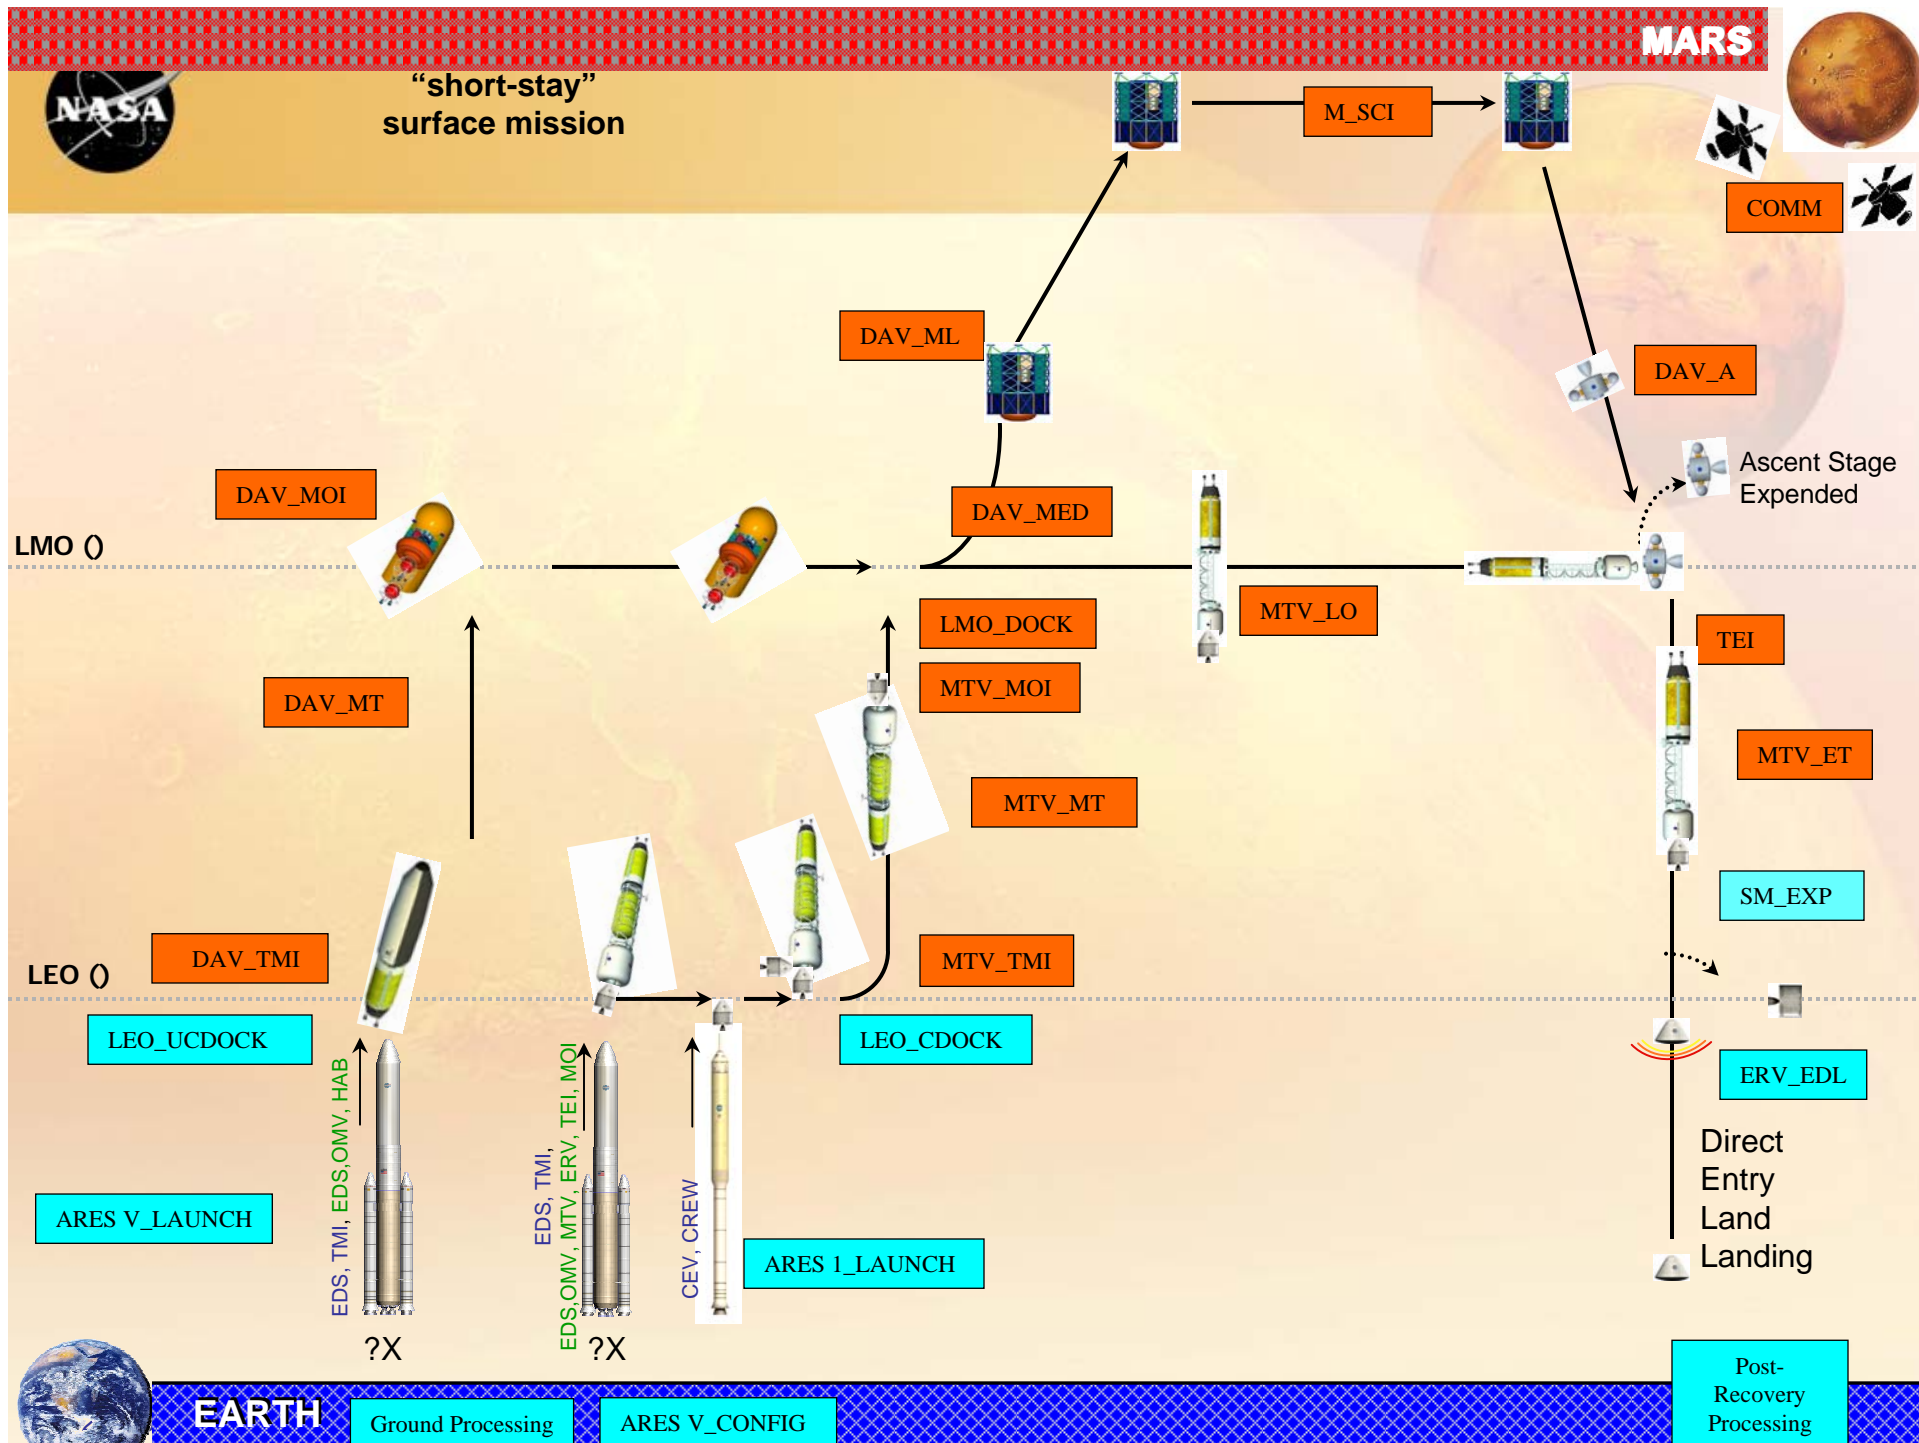 MARS
NASA
“short-stay”
surface mission
M_SCI
COMM
DAV_ML
DAV_A
Ascent Stage
Expended
DAV_MOI
DAV_MED
LMO ()
LMO_DOCK
MTV_LO
TEI
DAV_MT
MTV_MOI
MTV_ET
MTV_MT
SM_EXP
DAV_TMI
MTV_TMI
LEO ()
LEO_UCDOCK
LEO_CDOCK
ERV_EDL
EDS, TMI, EDS,OMV, HAB
EDS, TMI,
EDS,OMV, MTV, ERV, TEI, MOI
CEV, CREW
Direct
Entry
Land
Landing
ARES V_LAUNCH
ARES 1_LAUNCH
?X
?X
EARTH
Ground Processing
ARES V_CONFIG
Post-
Recovery
Processing